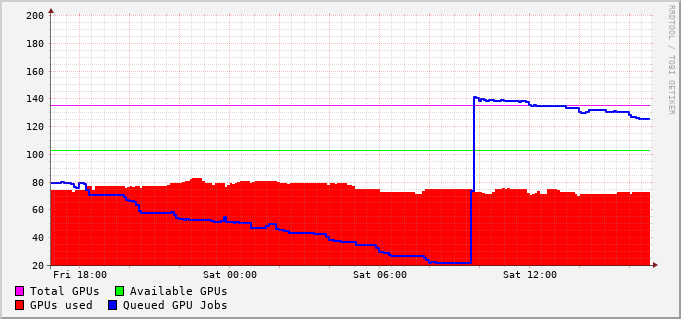 RRDTOOL / TOBI OETIKER
200
180
160
140
120
100
80
60
40
20
Fri 18:00 Sat 00:00 Sat 06:00 Sat 12:00
Total GPUs Available GPUs
GPUs used Queued GPU Jobs